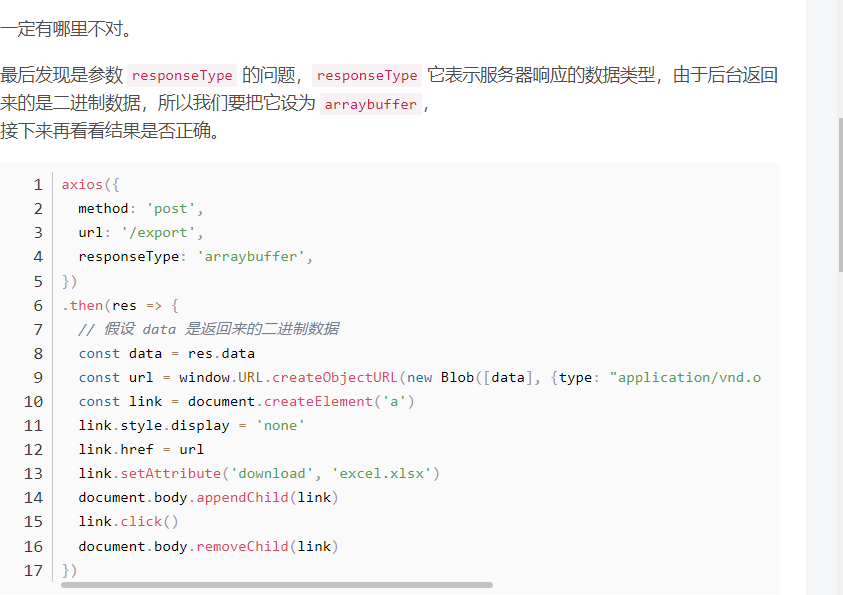 一定有哪里不对。
最后发现是参数 responseType 的问题， responseType 它表示服务器响应的数据类型，由于后台返回
来的是二进制数据，所以我们要把它设为 arraybuffer ，
接下来再看看结果是否正确。
1 axios({
2   method: 'post',
3   url: '/export',
4   responseType: 'arraybuffer',
5 })
6 .then(res => {
7   // 假设 data 是返回来的二进制数据
8   const data = res.data
9   const url = window.URL.createObjectURL(new Blob([data], {type: "application/vnd.o
10   const link = document.createElement('a')
11   link.style.display = 'none'
12   link.href = url
13   link.setAttribute('download', 'excel.xlsx')
14   document.body.appendChild(link)
15   link.click()
16   document.body.removeChild(link)
17 })